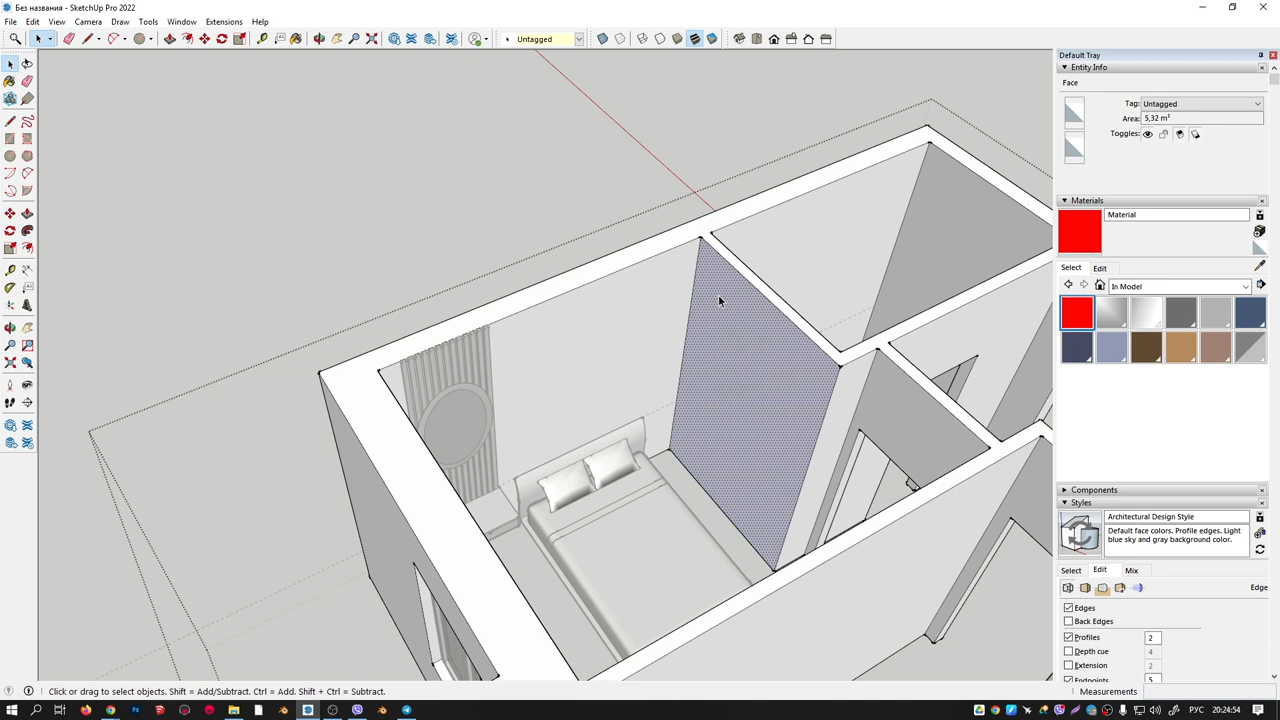 Без названия - SketchUp Pro 2022
File Edit View Camera Draw Tools Window Extensions Help
Untagged
Default Tray
Entity Info
Face
Tag: Untagged
Area: 5,32 m²
Toggles:
Materials
Material
Select Edit
In Model
Components
Styles
Architectural Design Style
Default face colors. Profile edges. Light
blue sky and gray background color.
Select Edit Mix
Edge
Edges
Back Edges
Profiles 2
Depth cue 4
Extension 2
Endpoints 5
Click or drag to select objects. Shift = Add/Subtract. Ctrl = Add. Shift + Ctrl = Subtract.
Measurements
РУС 20:24:54